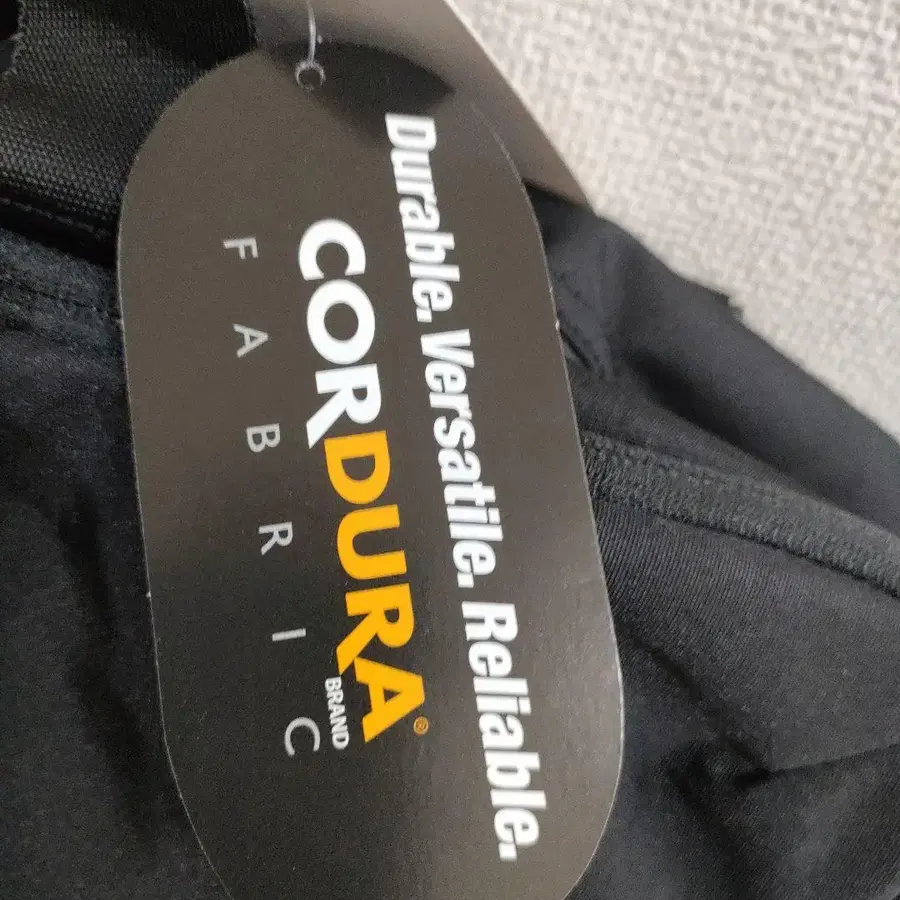 Durable. Versatile. Reliable.
CORDURA®
BRAND
FABRIC